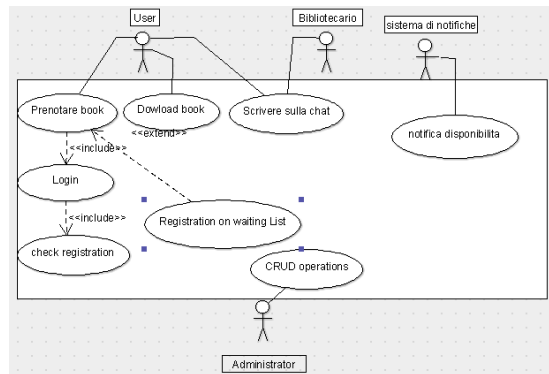 User
Bibliotecario
sistema di notifiche
Prenotare book
Dowload book
Scrivere sulla chat
notifica disponibilita
<<extend>>
<<include>>
Login
<<include>>
Registration on waiting List
check registration
CRUD operations
Administrator